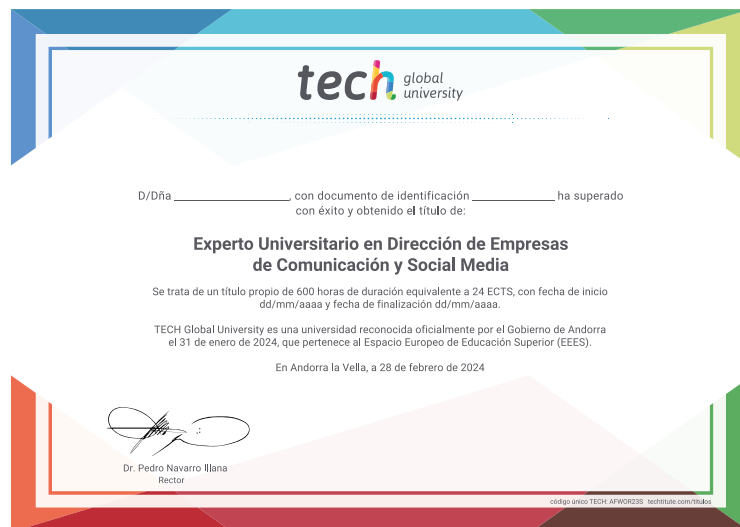 tech global university
D/Dña ______________, con documento de identificación ______________ ha superado
con éxito y obtenido el título de:
Experto Universitario en Dirección de Empresas
de Comunicación y Social Media
Se trata de un título propio de 600 horas de duración equivalente a 24 ECTS, con fecha de inicio
dd/mm/aaaa y fecha de finalización dd/mm/aaaa.
TECH Global University es una universidad reconocida oficialmente por el Gobierno de Andorra
el 31 de enero de 2024, que pertenece al Espacio Europeo de Educación Superior (EEES).
En Andorra la Vella, a 28 de febrero de 2024
Dr. Pedro Navarro Illana
Rector
código único TECH: AFWOR23S techtitute.com/titulos